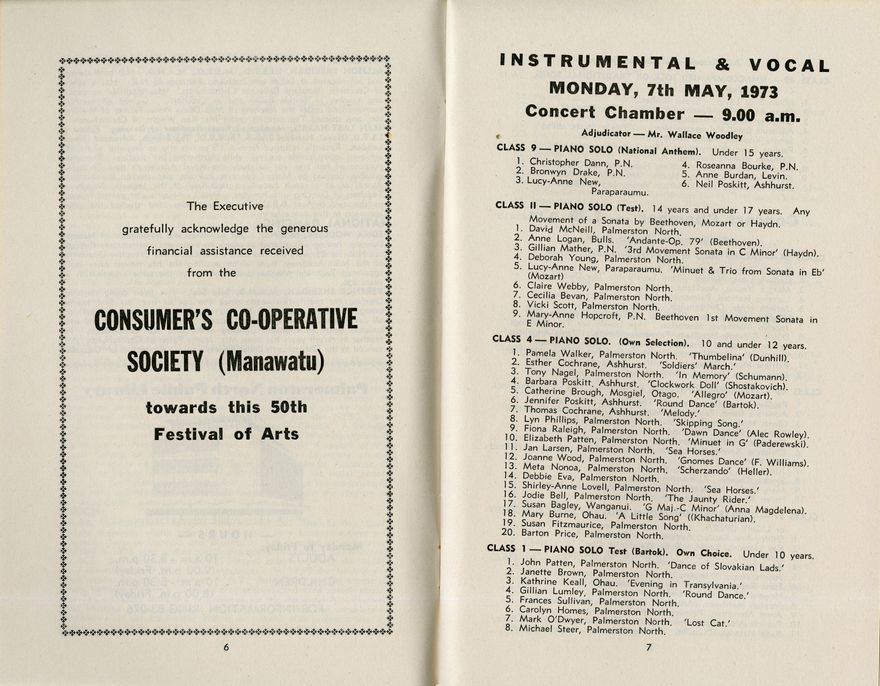 The Executive
gratefully acknowledge the generous
financial assistance received
from the
CONSUMER'S CO-OPERATIVE
SOCIETY (Manawatu)
towards this 50th
Festival of Arts
6
INSTRUMENTAL & VOCAL
MONDAY, 7th MAY, 1973
Concert Chamber — 9.00 a.m.
Adjudicator — Mr. Wallace Woodley
CLASS 9 — PIANO SOLO (National Anthem). Under 15 years.
1. Christopher Dann, P.N.
2. Bronwyn Drake, P.N.
3. Lucy-Anne New,
Paraparaumu.
4. Roseanna Bourke, P.N.
5. Anne Burdan, Levin.
6. Neil Poskitt, Ashhurst.
CLASS II — PIANO SOLO (Test). 14 years and under 17 years. Any
Movement of a Sonata by Beethoven, Mozart or Haydn.
1. David McNeill, Palmerston North.
2. Anne Logan, Bulls. 'Andante-Op. 79' (Beethoven).
3. Gillian Mather, P.N. '3rd Movement Sonata in C Minor' (Haydn).
4. Deborah Young, Palmerston North.
5. Lucy-Anne New, Paraparaumu. 'Minuet & Trio from Sonata in Eb'
(Mozart)
6. Claire Webby, Palmerston North.
7. Cecilia Bevan, Palmerston North.
8. Vicki Scott, Palmerston North.
9. Mary-Anne Hopcroft, P.N. Beethoven 1st Movement Sonata in
E Minor.
CLASS 4 — PIANO SOLO. (Own Selection). 10 and under 12 years.
1. Pamela Walker, Palmerston North. 'Thumbelina' (Dunhill).
2. Esther Cochrane, Ashhurst. 'Soldiers' March.'
3. Tony Nagel, Palmerston North. 'In Memory' (Schumann).
4. Barbara Poskitt, Ashhurst. 'Clockwork Doll' (Shostakovich).
5. Catherine Brough, Mosgiel, Otago. 'Allegro' (Mozart).
6. Jennifer Poskitt, Ashhurst. 'Round Dance' (Bartok).
7. Thomas Cochrane, Ashhurst. 'Melody.'
8. Lyn Phillips, Palmerston North. 'Skipping Song.'
9. Fiona Raleigh, Palmerston North. 'Dawn Dance' (Alec Rowley).
10. Elizabeth Patten, Palmerston North. 'Minuet in G' (Paderewski).
11. Jan Larsen, Palmerston North. 'Sea Horses.'
12. Joanne Wood, Palmerston North. 'Gnomes Dance' (F. Williams).
13. Meta Nonoa, Palmerston North. 'Scherzando' (Heller).
14. Debbie Eva, Palmerston North.
15. Shirley-Anne Lovell, Palmerston North. 'Sea Horses.'
16. Jodie Bell, Palmerston North. 'The Jaunty Rider.'
17. Susan Bagley, Wanganui. 'G Maj.-C Minor' (Anna Magdelena).
18. Mary Burne, Ohau. 'A Little Song' ((Khachaturian).
19. Susan Fitzmaurice, Palmerston North.
20. Barton Price, Palmerston North.
CLASS 1 — PIANO SOLO Test (Bartok). Own Choice. Under 10 years.
1. John Patten, Palmerston North. 'Dance of Slovakian Lads.'
2. Janette Brown, Palmerston North.
3. Kathrine Keall, Ohau. 'Evening in Transylvania.'
4. Gillian Lumley, Palmerston North. 'Round Dance.'
5. Frances Sullivan, Palmerston North.
6. Carolyn Homes, Palmerston North.
7. Mark O'Dwyer, Palmerston North. 'Lost Cat.'
8. Michael Steer, Palmerston North.
7